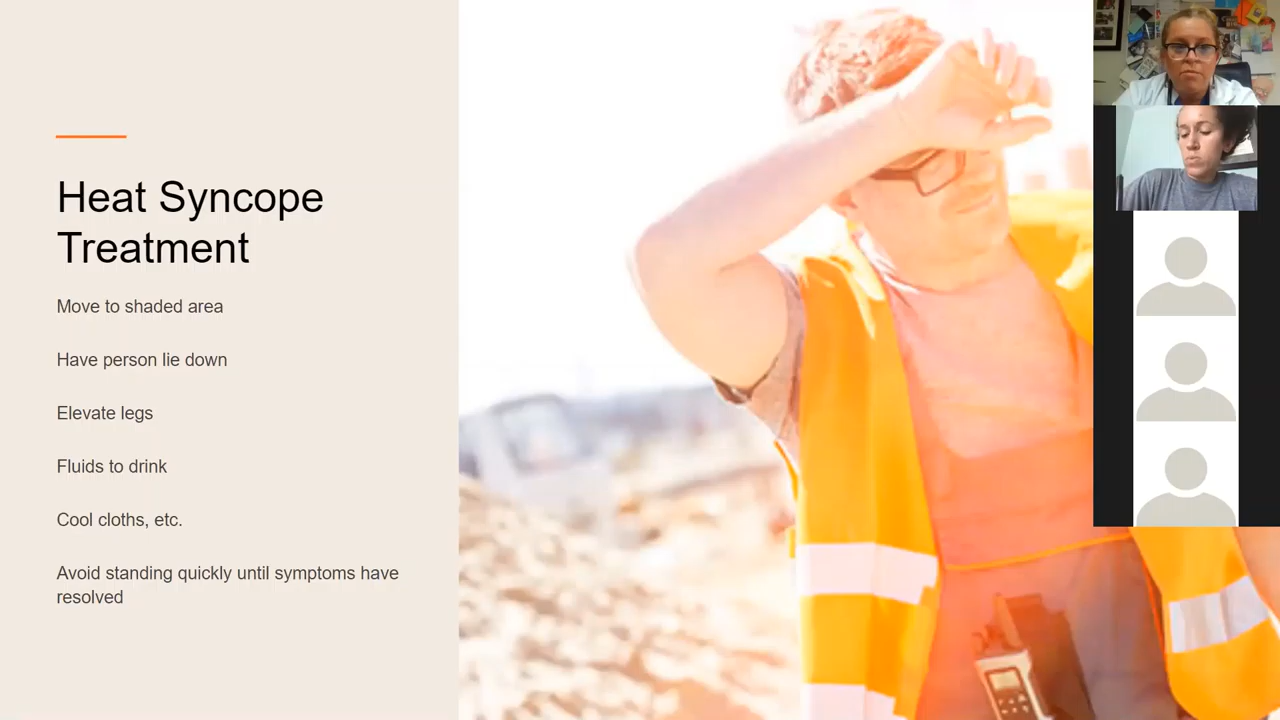 Heat Syncope
Treatment
Move to shaded area
Have person lie down
Elevate legs
Fluids to drink
Cool cloths, etc.
Avoid standing quickly until symptoms have
resolved